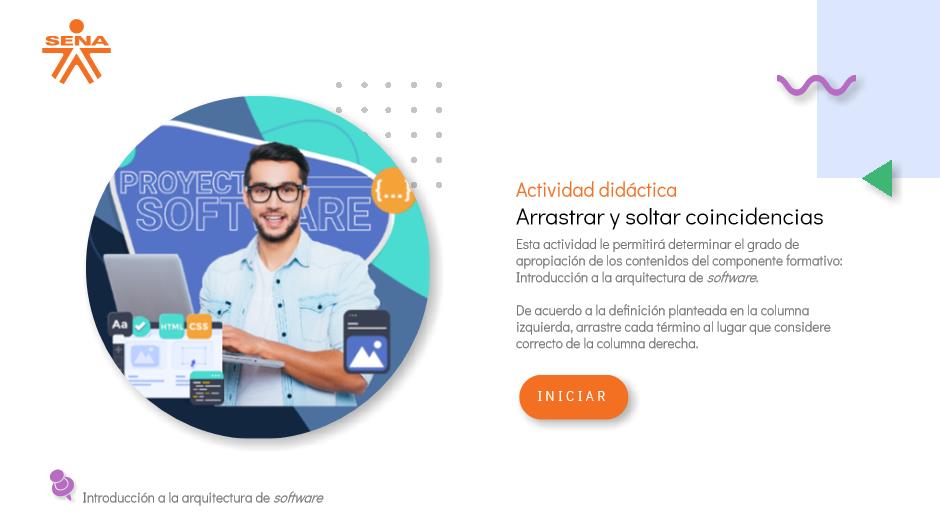 SENA
PROYECT
SOFTWARE
{...}
Aa
HTML
CSS
Actividad didáctica
Arrastrar y soltar coincidencias
Esta actividad le permitirá determinar el grado de
apropiación de los contenidos del componente formativo:
Introducción a la arquitectura de software.
De acuerdo a la definición planteada en la columna
izquierda, arrastre cada término al lugar que considere
correcto de la columna derecha.
INICIAR
Introducción a la arquitectura de software